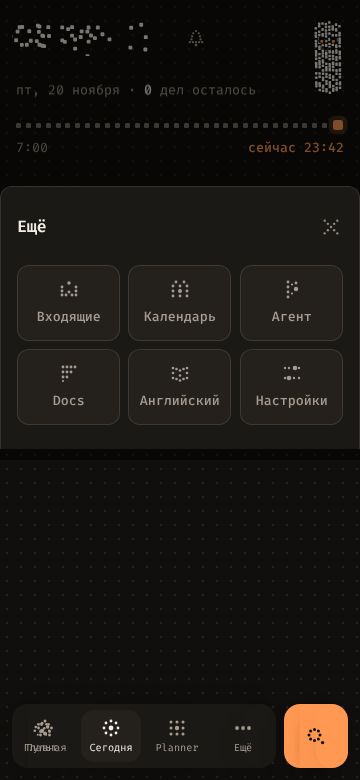 пт, 20 ноября · 0 дел осталось
7:00 сейчас 23:42
Ещё
Входящие Календарь Агент
Docs Английский Настройки
Сегодня Planner Ещё